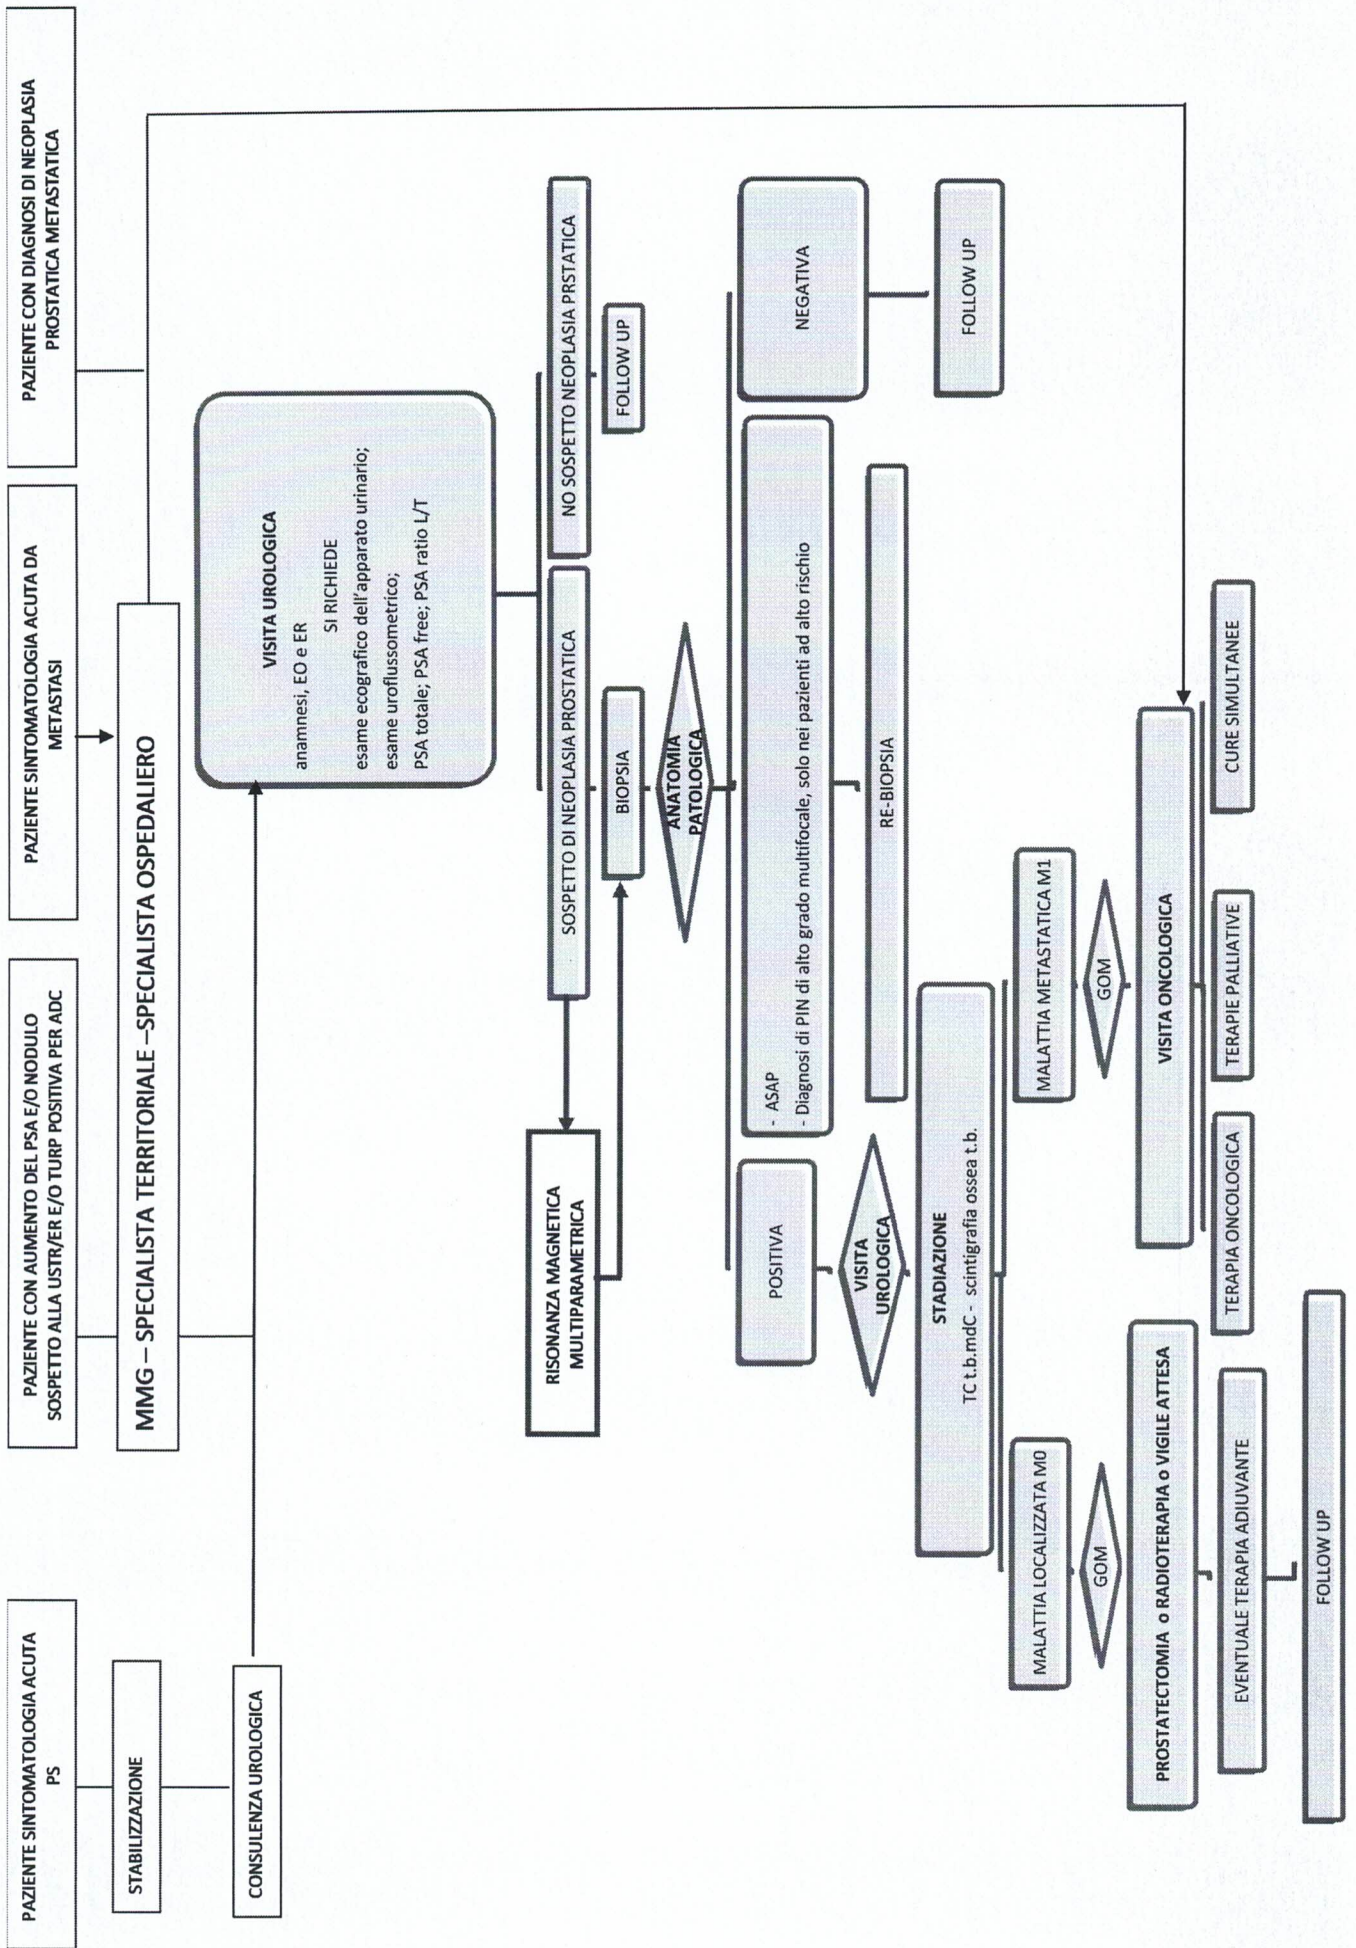 PAZIENTE SINTOMATOLOGIA ACUTA
PS
PAZIENTE CON AUMENTO DEL PSA E/O NODULO
SOSPETTO ALLA USTR/ER E/O TURP POSITIVA PER ADC
PAZIENTE SINTOMATOLOGIA ACUTA DA
METASTASI
PAZIENTE CON DIAGNOSI DI NEOPLASIA
PROSTATICA METASTATICA
STABILIZZAZIONE
MMG – SPECIALISTA TERRITORIALE –SPECIALISTA OSPEDALIERO
CONSULENZA UROLOGICA
VISITA UROLOGICA
anamnesi, EO e ER
SI RICHIEDE
esame ecografico dell'apparato urinario;
esame uroflussometrico;
PSA totale; PSA free; PSA ratio L/T
SOSPETTO DI NEOPLASIA PROSTATICA
NO SOSPETTO NEOPLASIA PRSTATICA
RISONANZA MAGNETICA
MULTIPARAMETRICA
BIOPSIA
FOLLOW UP
ANATOMIA
PATOLOGICA
POSITIVA
- ASAP
- Diagnosi di PIN di alto grado multifocale, solo nei pazienti ad alto rischio
NEGATIVA
VISITA
UROLOGICA
RE-BIOPSIA
FOLLOW UP
STADIAZIONE
TC t.b.mdC - scintigrafia ossea t.b.
MALATTIA LOCALIZZATA M0
MALATTIA METASTATICA M1
GOM
GOM
PROSTATECTOMIA o RADIOTERAPIA o VIGILE ATTESA
VISITA ONCOLOGICA
EVENTUALE TERAPIA ADIUVANTE
TERAPIA ONCOLOGICA
TERAPIE PALLIATIVE
CURE SIMULTANEE
FOLLOW UP